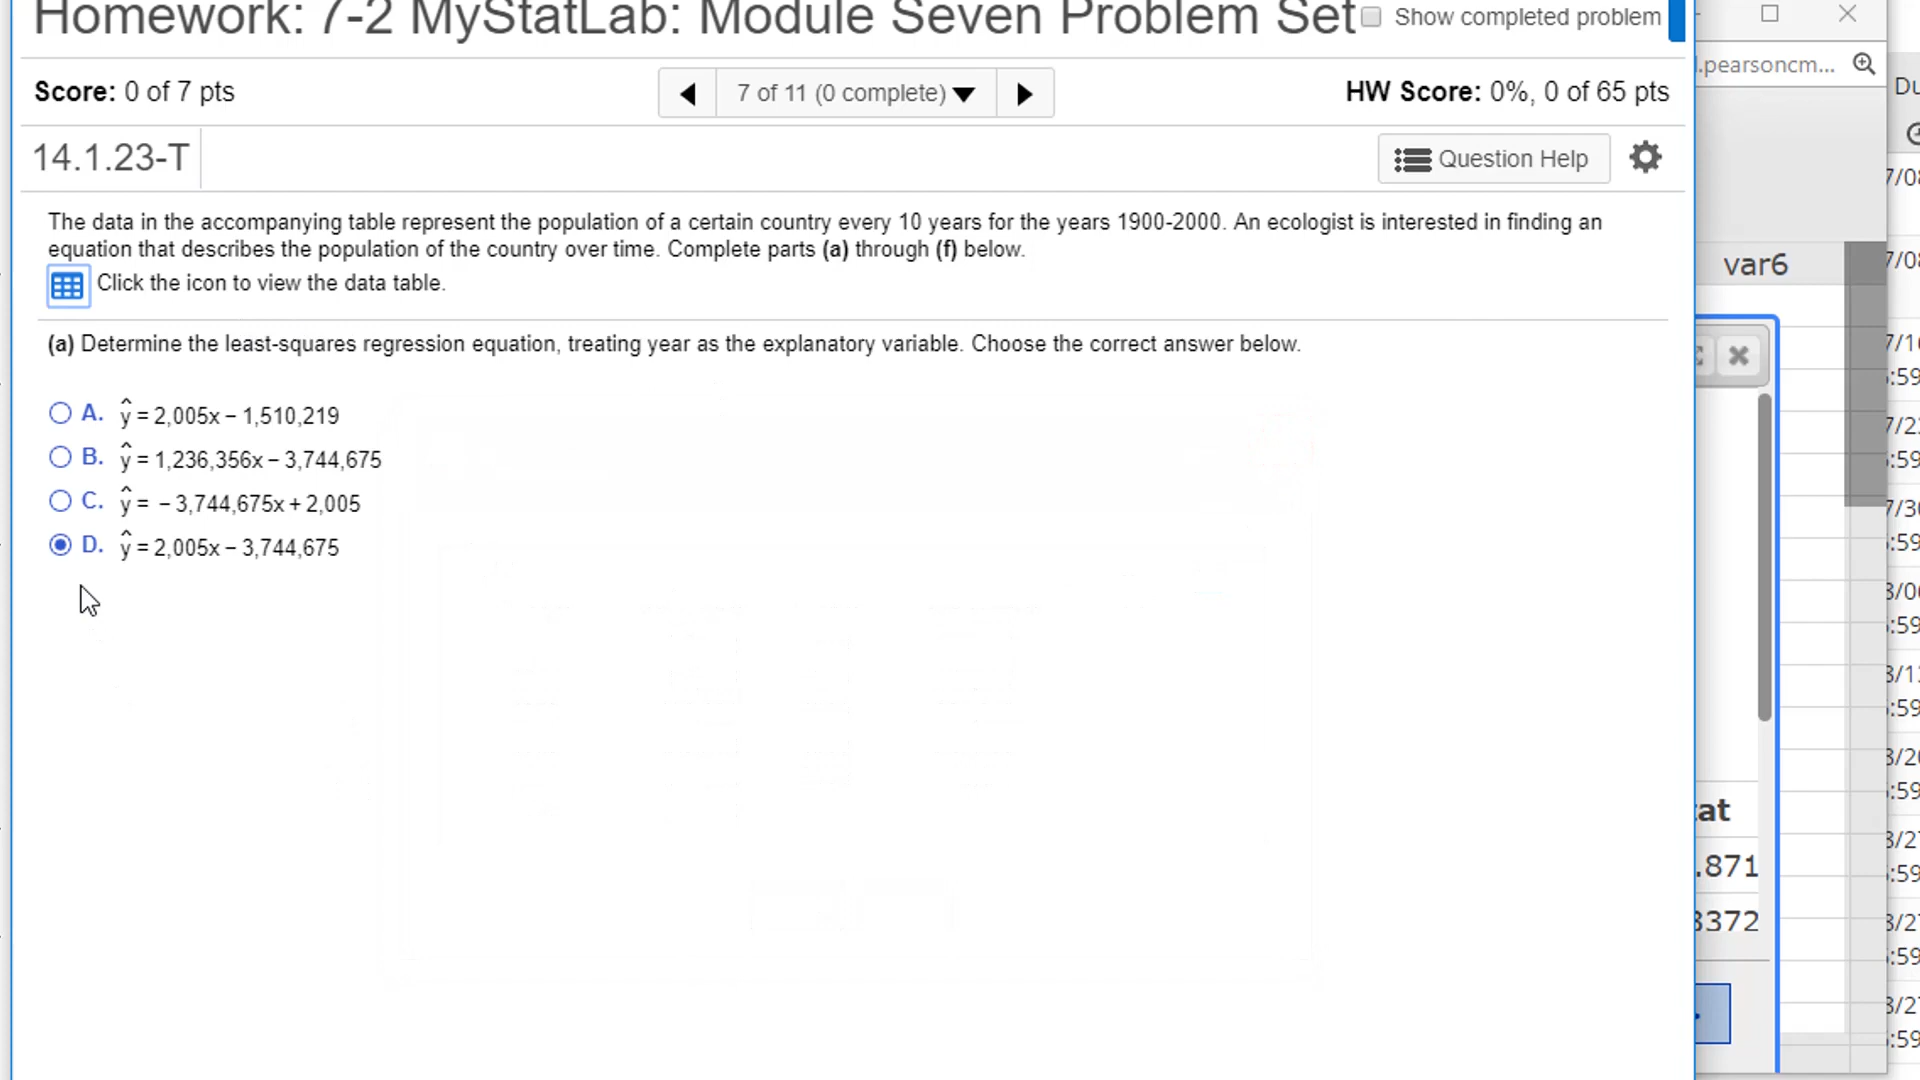 Homework: 7-2 MyStatLab: Module Seven Problem Set
Show completed problem
Score: 0 of 7 pts
7 of 11 (0 complete)
HW Score: 0%, 0 of 65 pts
.pearsoncm...
14.1.23-T
Question Help
The data in the accompanying table represent the population of a certain country every 10 years for the years 1900-2000. An ecologist is interested in finding an
equation that describes the population of the country over time. Complete parts (a) through (f) below.
Click the icon to view the data table.
var6
(a) Determine the least-squares regression equation, treating year as the explanatory variable. Choose the correct answer below.
A. ŷ = 2,005x − 1,510,219
B. ŷ = 1,236,356x − 3,744,675
C. ŷ = − 3,744,675x + 2,005
D. ŷ = 2,005x − 3,744,675
.871
3372
Du